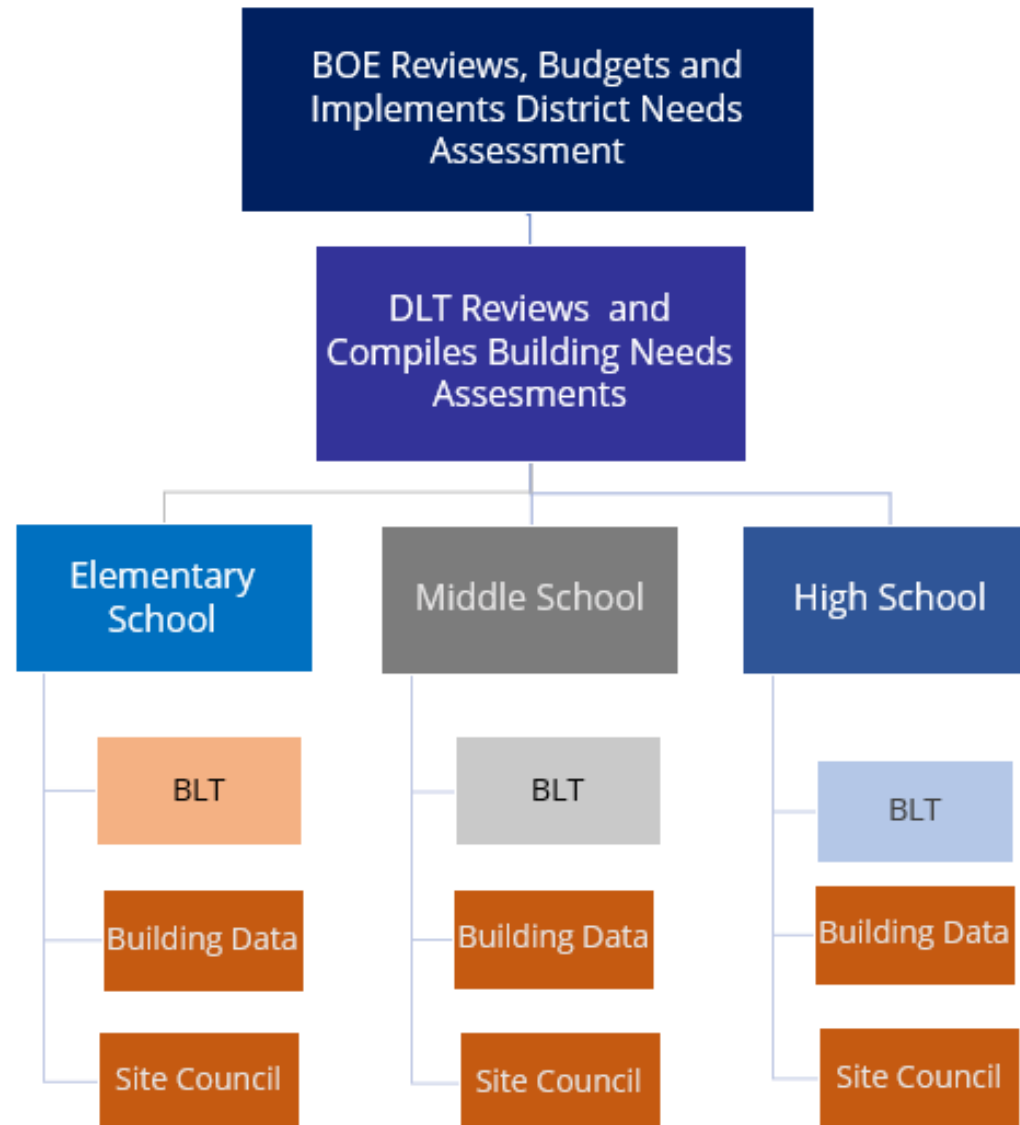 BOE Reviews, Budgets and
Implements District Needs
Assessment
DLT Reviews and
Compiles Building Needs
Assesments
Elementary
School
Middle School
High School
BLT
BLT
BLT
Building Data
Building Data
Building Data
Site Council
Site Council
Site Council